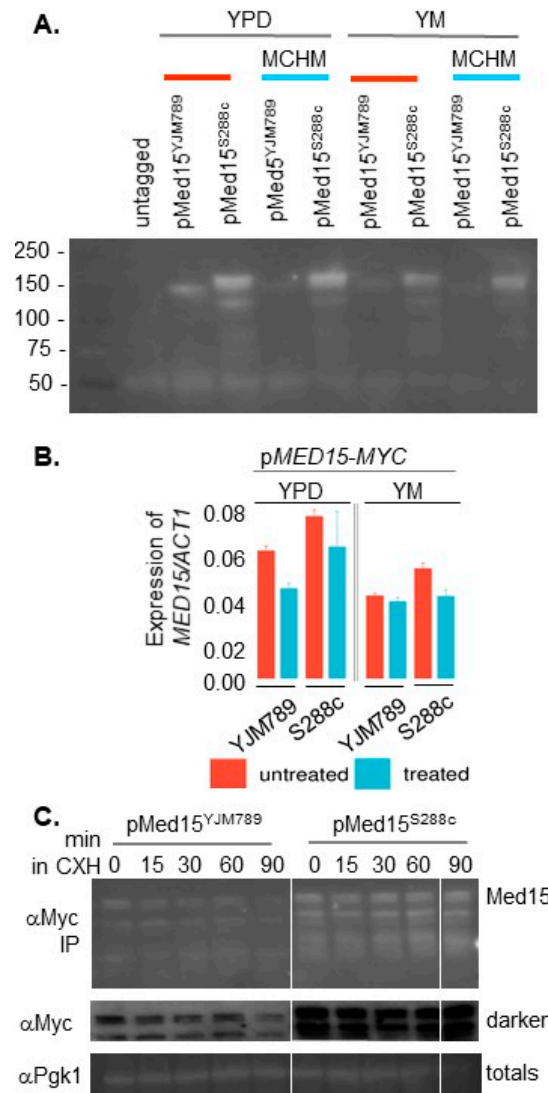 A.
YPD
YM
MCHM
MCHM
untagged
pMed15YJM789
pMed15S288c
pMed5YJM789
pMed15S288c
pMed15YJM789
pMed15S288c
pMed15YJM789
pMed15S288c
250 -
150 -
100 -
75 -
50 -
B.
pMED15-MYC
YPD
YM
Expression of
MED15/ACT1
0.08
0.06
0.04
0.02
0.00
YJM789
S288c
YJM789
S288c
untreated
treated
C.
pMed15YJM789
pMed15S288c
min
in CXH
0 15 30 60 90 0 15 30 60 90
αMyc
IP
Med15
αMyc
darker
αPgk1
totals